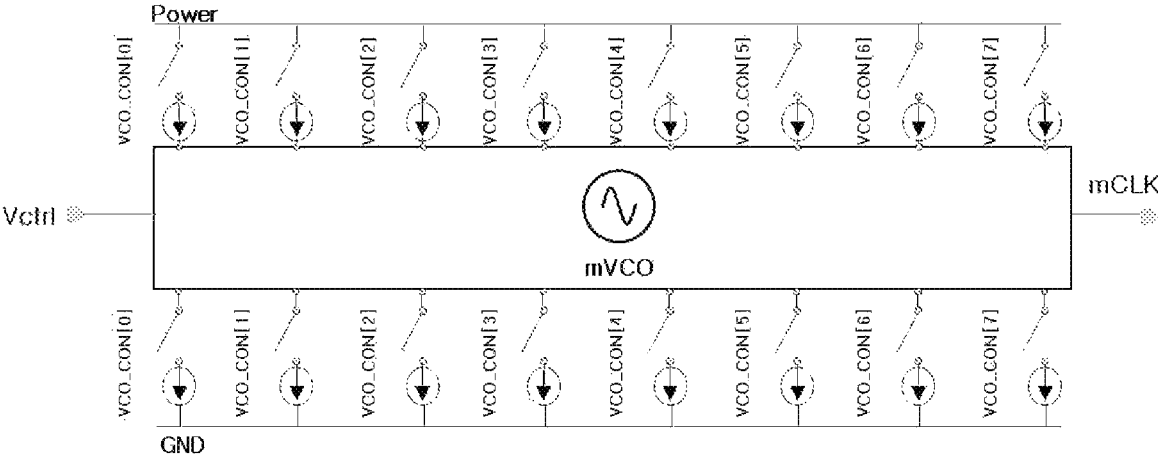 Power
VCO_CON[0]
VCO_CON[1]
VCO_CON[2]
VCO_CON[3]
VCO_CON[4]
VCO_CON[5]
VCO_CON[6]
VCO_CON[7]
Vctrl
mCLK
mVCO
VCO_CON[0]
VCO_CON[1]
VCO_CON[2]
VCO_CON[3]
VCO_CON[4]
VCO_CON[5]
VCO_CON[6]
VCO_CON[7]
GND